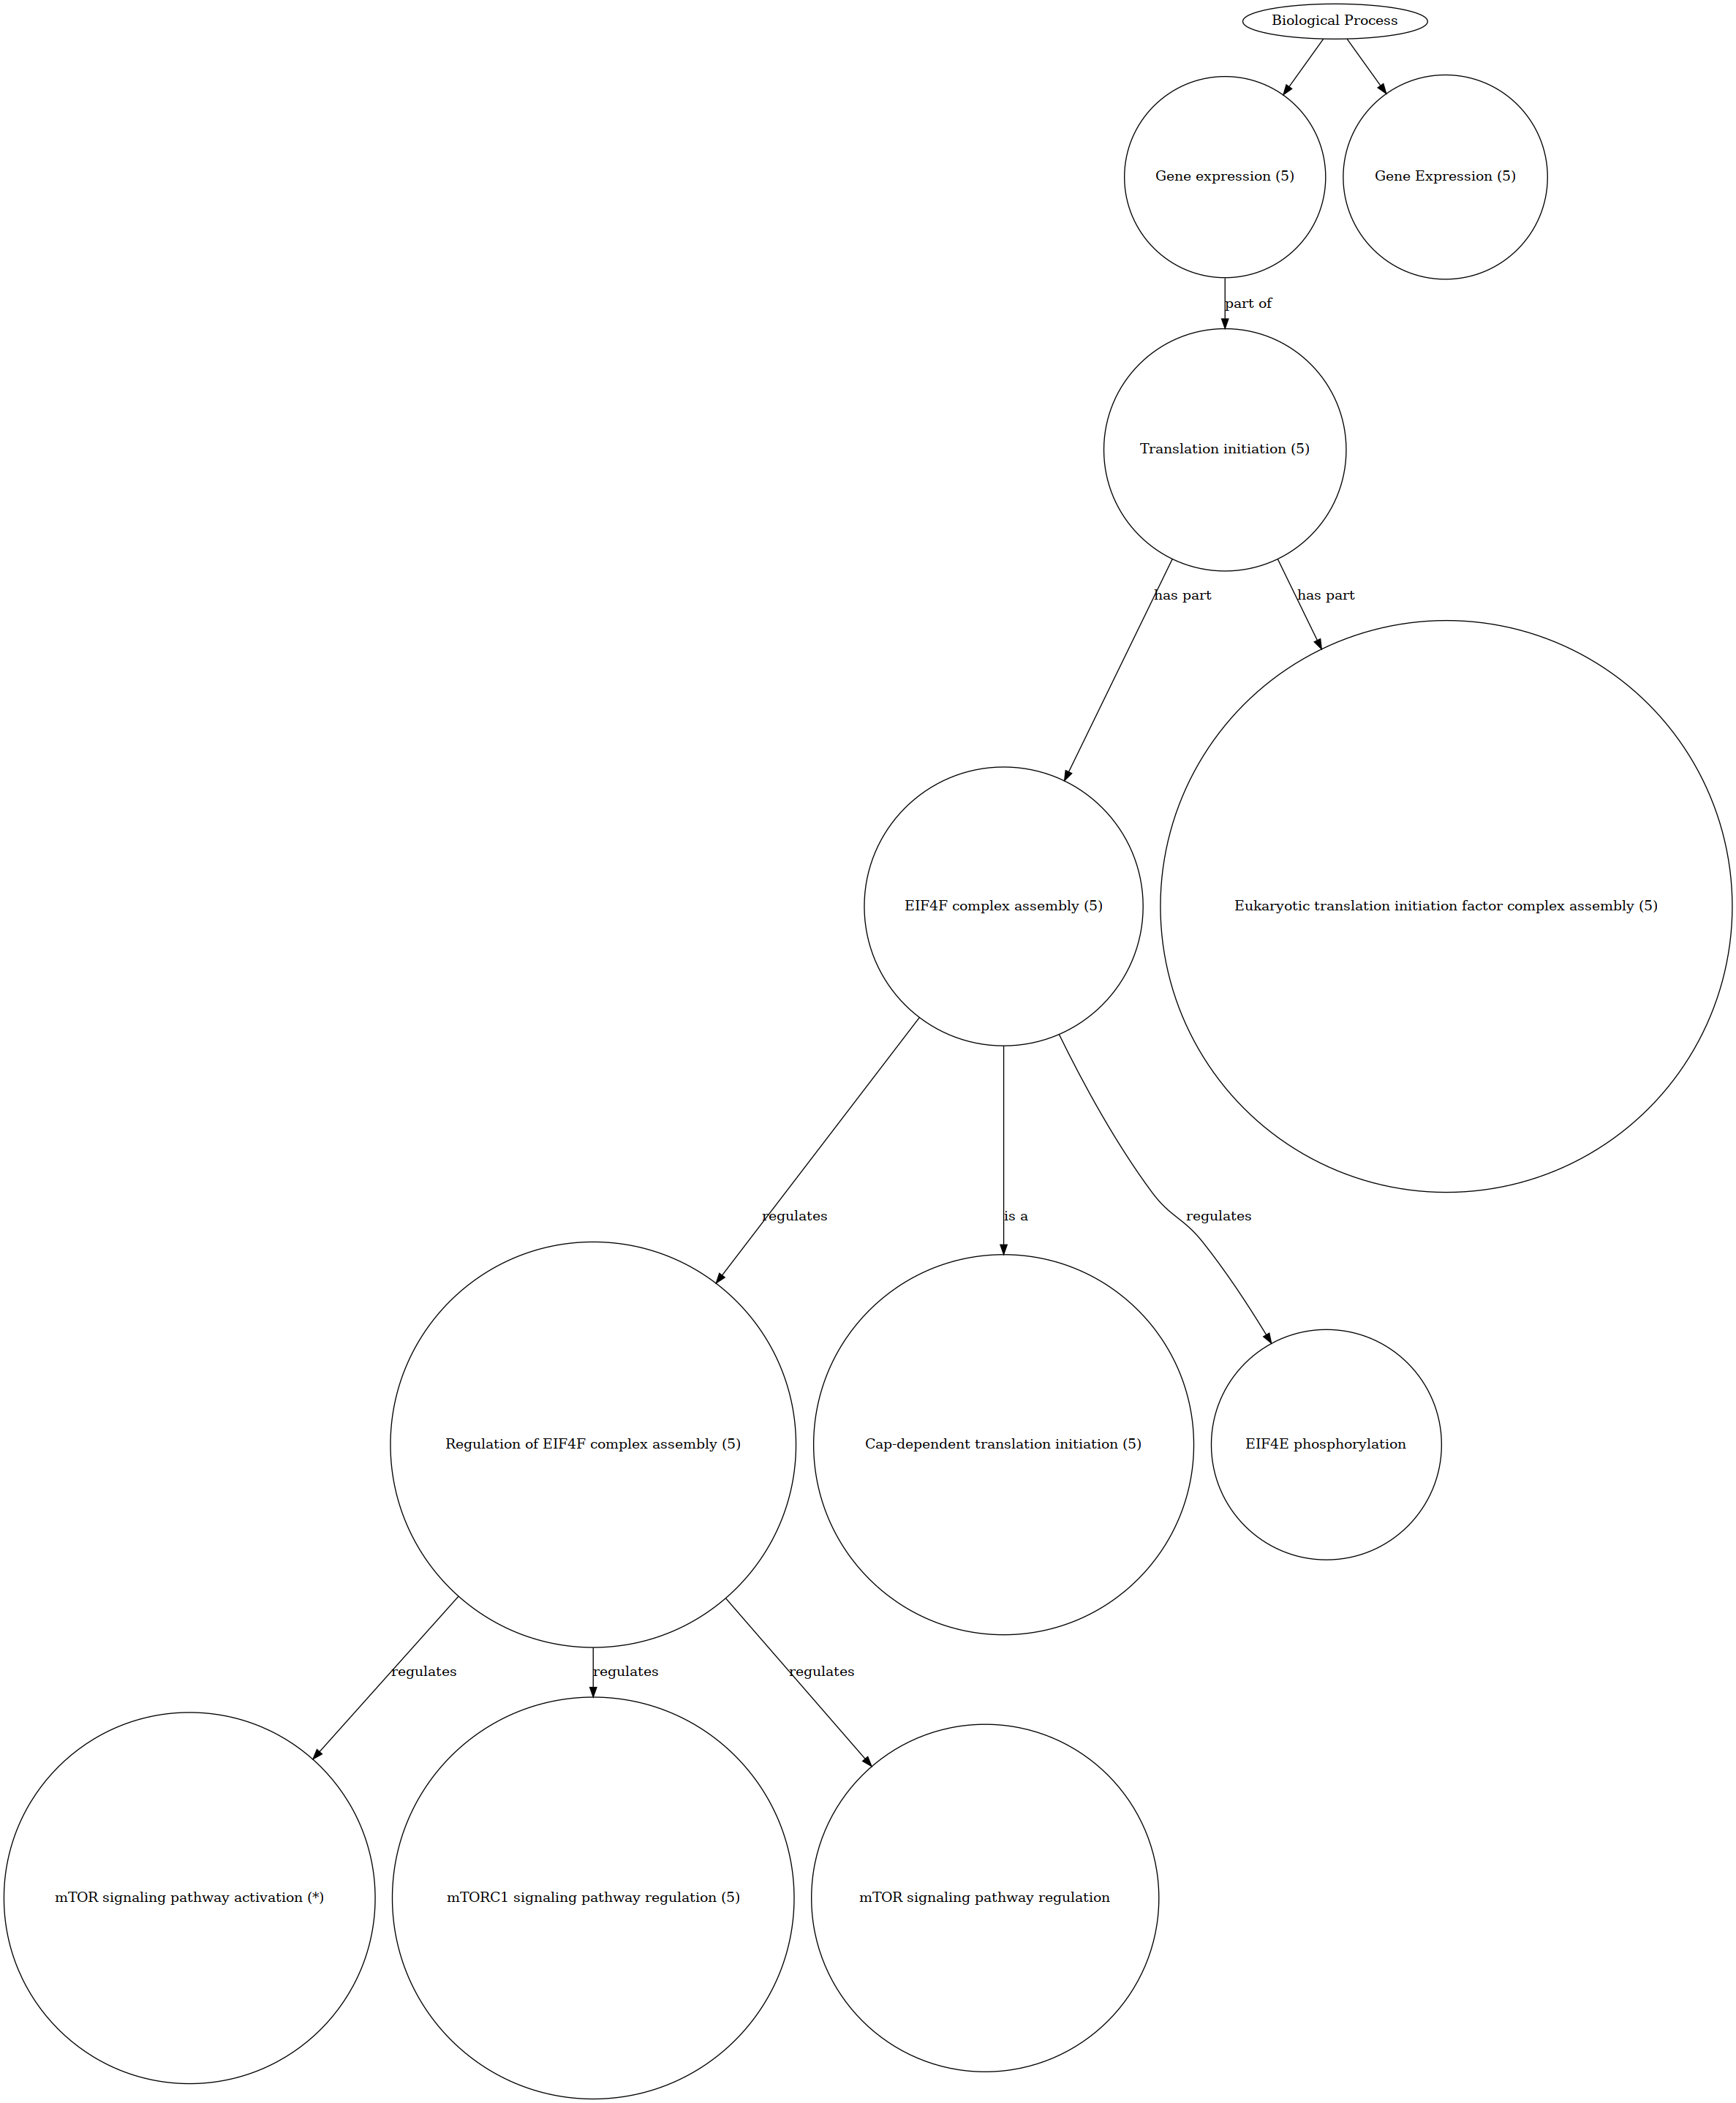 Biological Process
Gene expression (5)
Gene Expression (5)
part of
Translation initiation (5)
has part
has part
EIF4F complex assembly (5)
Eukaryotic translation initiation factor complex assembly (5)
regulates
is a
regulates
Regulation of EIF4F complex assembly (5)
Cap-dependent translation initiation (5)
EIF4E phosphorylation
regulates
regulates
regulates
mTOR signaling pathway activation (*)
mTORC1 signaling pathway regulation (5)
mTOR signaling pathway regulation